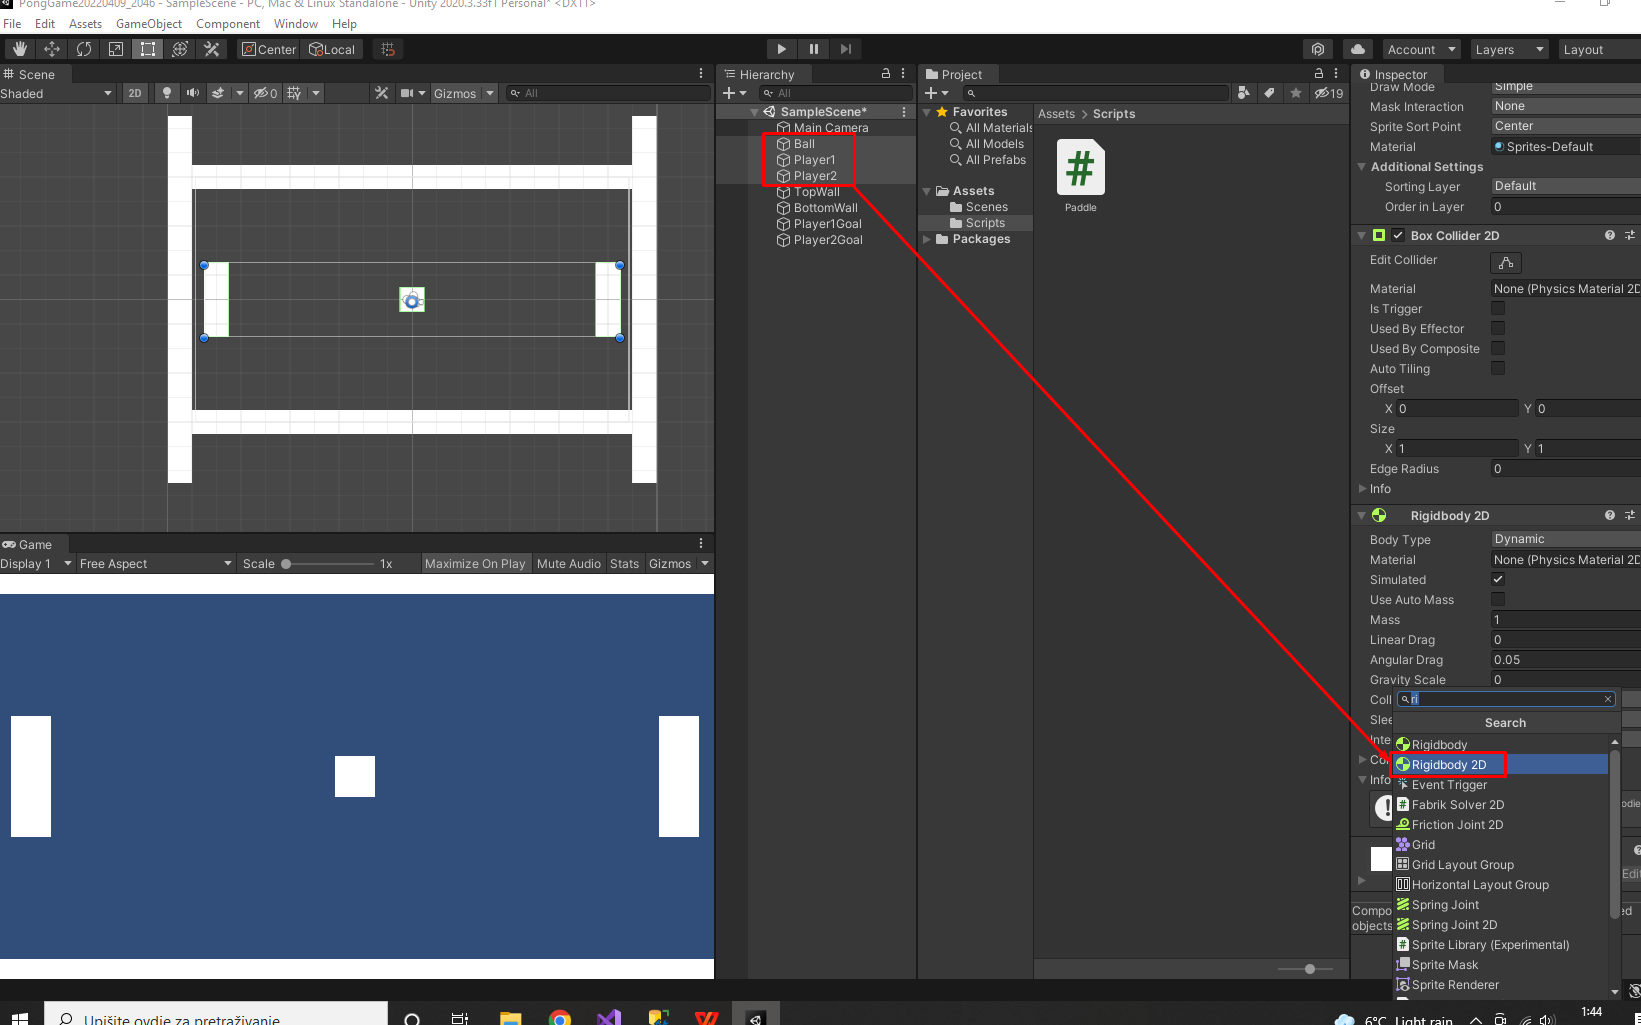 PongGame20220409_2046 - SampleScene - PC, Mac & Linux Standalone - Unity 2020.3.33f1 Personal* <DX11>
File Edit Assets GameObject Component Window Help
Center Local Account Layers Layout
Scene
Shaded 2D 0 Gizmos All
Game
Display 1 Free Aspect Scale 1x Maximize On Play Mute Audio Stats Gizmos
Hierarchy
All
SampleScene*
Main Camera
Ball
Player1
Player2
TopWall
BottomWall
Player1Goal
Player2Goal
Project
19
Favorites
All Materials
All Models
All Prefabs
Assets
Scenes
Scripts
Packages
Assets > Scripts
#
Paddle
Inspector
Draw Mode Simple
Mask Interaction None
Sprite Sort Point Center
Material Sprites-Default
Additional Settings
Sorting Layer Default
Order in Layer 0
Box Collider 2D
Edit Collider
Material None (Physics Material 2D
Is Trigger
Used By Effector
Used By Composite
Auto Tiling
Offset
X 0 Y 0
Size
X 1 Y 1
Edge Radius 0
Info
Rigidbody 2D
Body Type Dynamic
Material None (Physics Material 2D
Simulated
Use Auto Mass
Mass 1
Linear Drag 0
Angular Drag 0.05
Gravity Scale 0
Coll
Slee
Inte
Co
Info
odie
Edit
Compo
objects
ed
ri
Search
Rigidbody
Rigidbody 2D
Event Trigger
Fabrik Solver 2D
Friction Joint 2D
Grid
Grid Layout Group
Horizontal Layout Group
Spring Joint
Spring Joint 2D
Sprite Library (Experimental)
Sprite Mask
Sprite Renderer
Upišite ovdje za pretraživanje
6°C Light rain 1:44